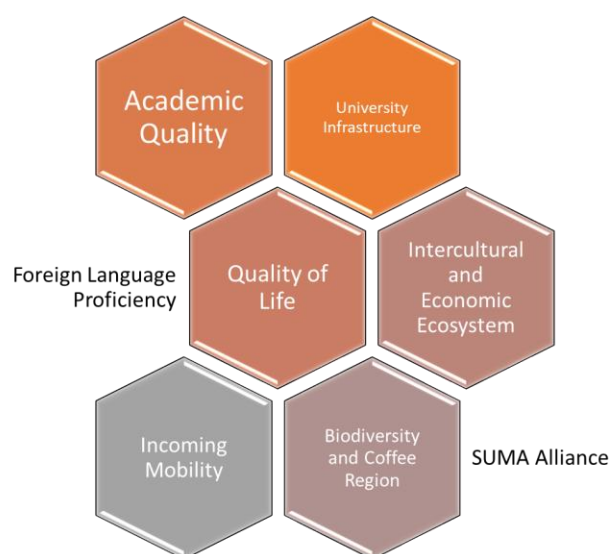 Academic
Quality
University
Infrastructure
Foreign Language
Proficiency
Quality of
Life
Intercultural
and
Economic
Ecosystem
Incoming
Mobility
Biodiversity
and Coffee
Region
SUMA Alliance